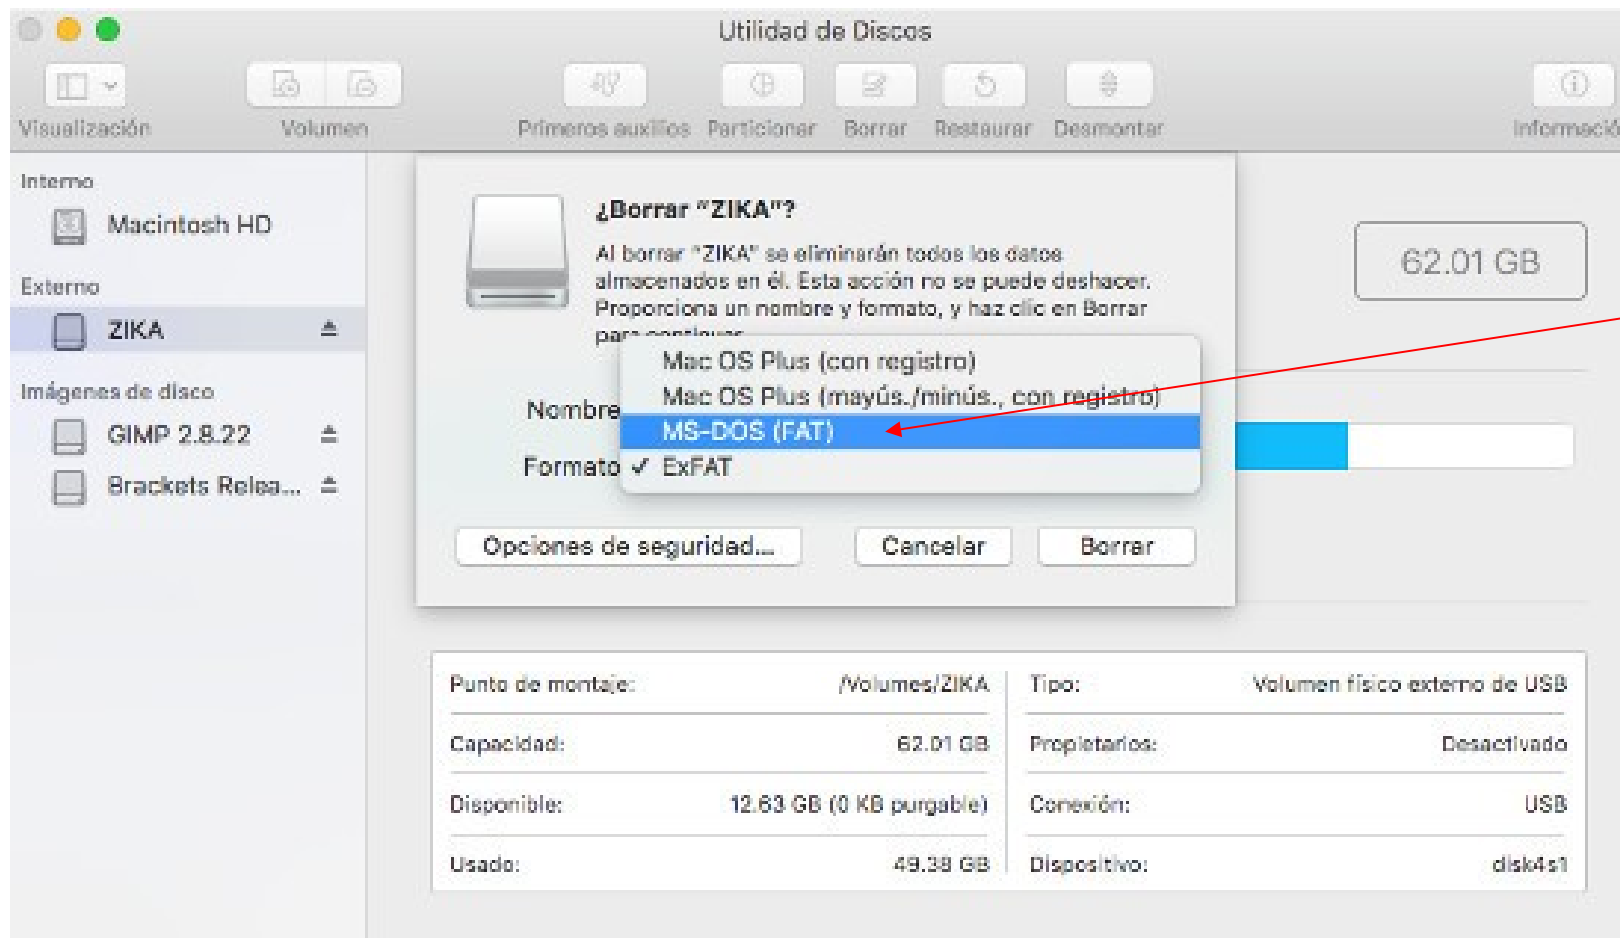 Utilidad de Discos
Visualización
Volumen
Primeros auxilios
Particionar
Borrar
Restaurar
Desmontar
Informació
Interno
Macintosh HD
Externo
ZIKA
Imágenes de disco
GIMP 2.8.22
Brackets Relea...
¿Borrar "ZIKA"?
Al borrar "ZIKA" se eliminarán todos los datos
almacenados en él. Esta acción no se puede deshacer.
Proporciona un nombre y formato, y haz clic en Borrar
para continuar.
Mac OS Plus (con registro)
Mac OS Plus (mayús./minús., con registro)
MS-DOS (FAT)
✓ ExFAT
Nombre
Formato
Opciones de seguridad...
Cancelar
Borrar
62.01 GB
Punto de montaje: /Volumes/ZIKA
Capacidad: 62.01 GB
Disponible: 12.63 GB (0 KB purgable)
Usado: 49.38 GB
Tipo: Volumen físico externo de USB
Propietarios: Desactivado
Conexión: USB
Dispositivo: disk4s1